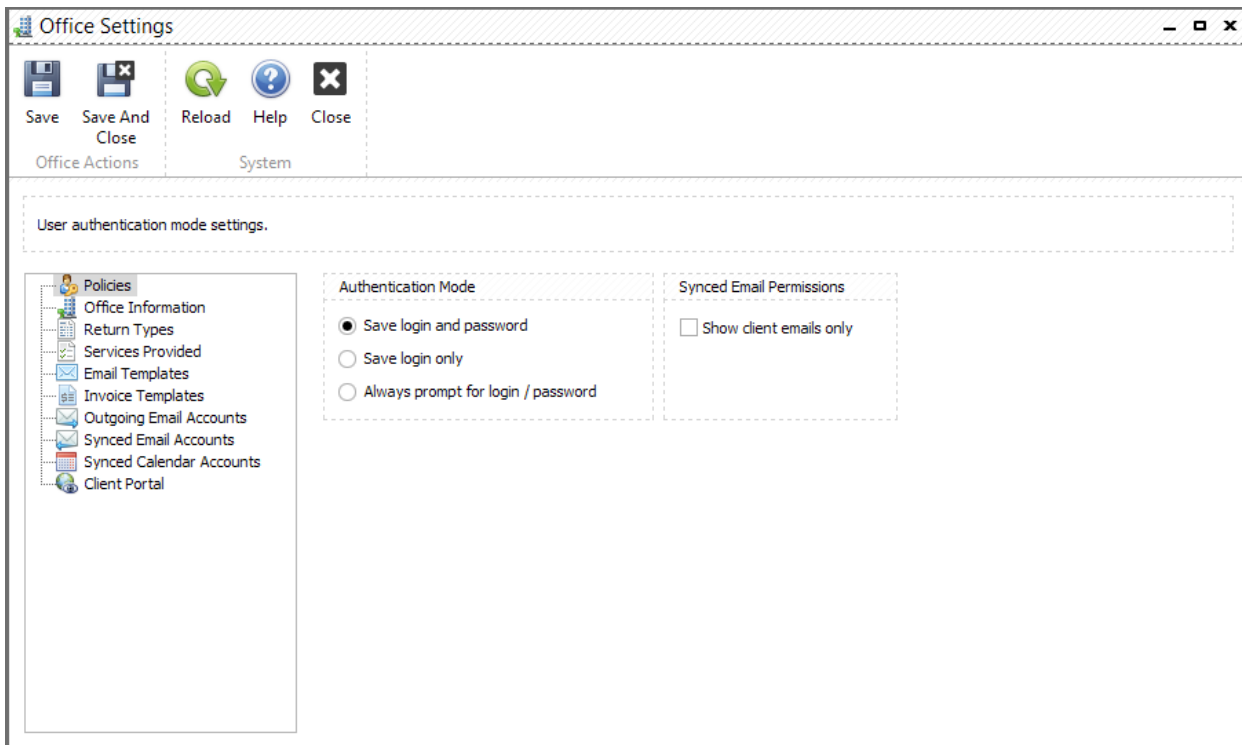 Office Settings
Save
Save And
Close
Reload
Help
Close
Office Actions
System
User authentication mode settings.
Policies
Office Information
Return Types
Services Provided
Email Templates
Invoice Templates
Outgoing Email Accounts
Synced Email Accounts
Synced Calendar Accounts
Client Portal
Authentication Mode
Save login and password
Save login only
Always prompt for login / password
Synced Email Permissions
Show client emails only